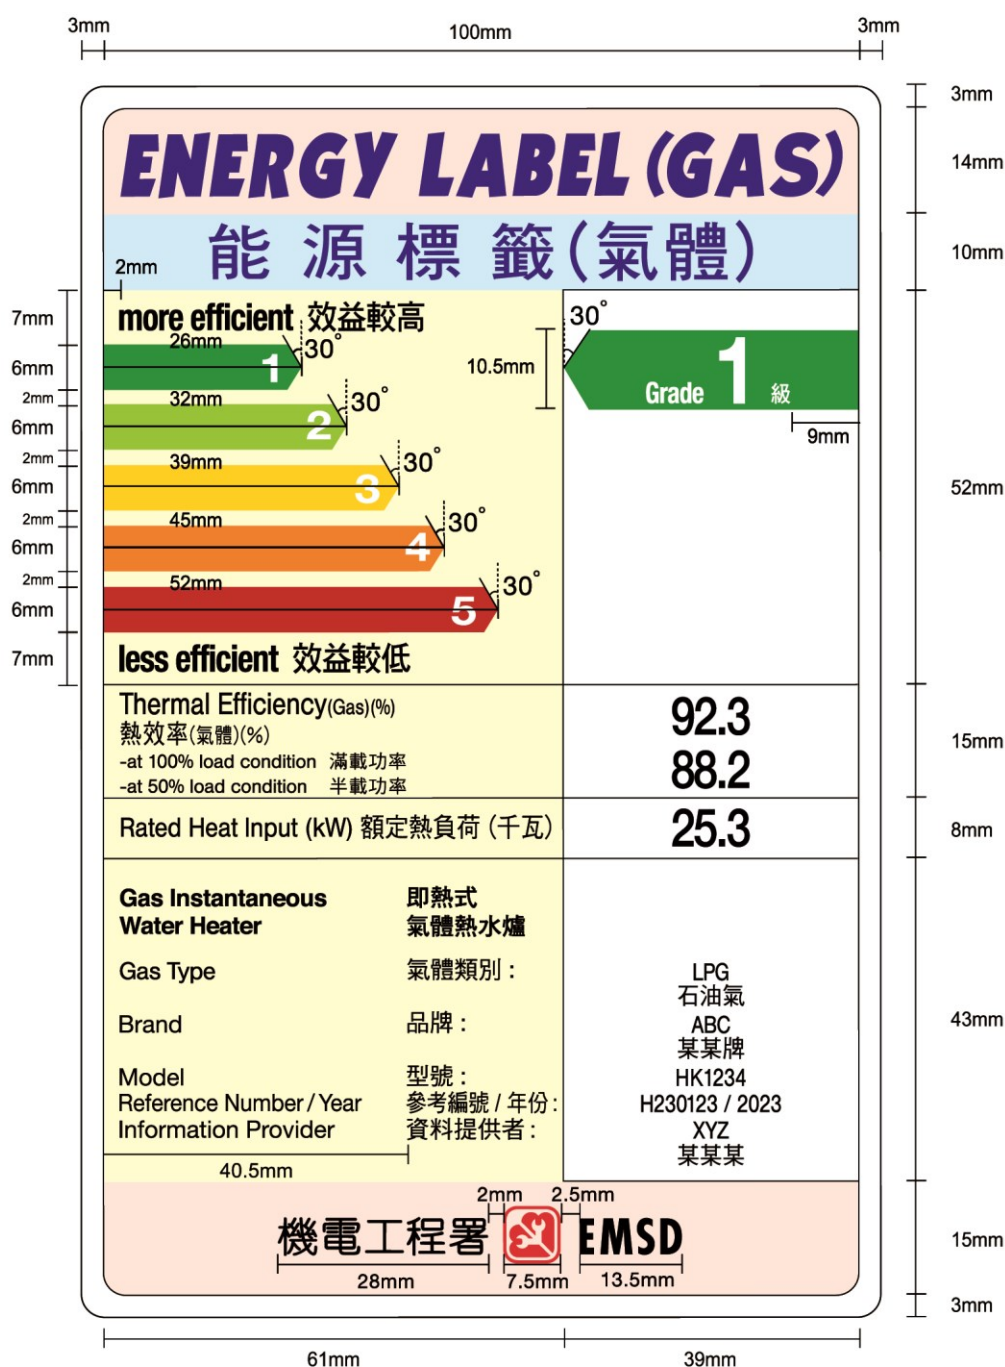 3mm 100mm 3mm
3mm
ENERGY LABEL (GAS)
14mm
能源標籤(氣體)
10mm
2mm
7mm
more efficient 效益較高
30°
26mm
30°
6mm
1
10.5mm
Grade 1 級
2mm
32mm
30°
9mm
6mm
2
2mm
39mm
30°
6mm
3
52mm
2mm
45mm
30°
6mm
4
2mm
52mm
30°
6mm
5
7mm
less efficient 效益較低
Thermal Efficiency(Gas)(%)
熱效率(氣體)(%)
92.3
-at 100% load condition 滿載功率
15mm
-at 50% load condition 半載功率
88.2
Rated Heat Input (kW) 額定熱負荷 (千瓦)
25.3
8mm
Gas Instantaneous 即熱式
Water Heater 氣體熱水爐
Gas Type 氣體類別 : LPG
石油氣
Brand 品牌 : ABC
43mm
某某牌
Model 型號 : HK1234
Reference Number / Year 參考編號 / 年份 : H230123 / 2023
Information Provider 資料提供者 : XYZ
某某某
40.5mm
2mm 2.5mm
機電工程署 EMSD
15mm
28mm 7.5mm 13.5mm
3mm
61mm 39mm